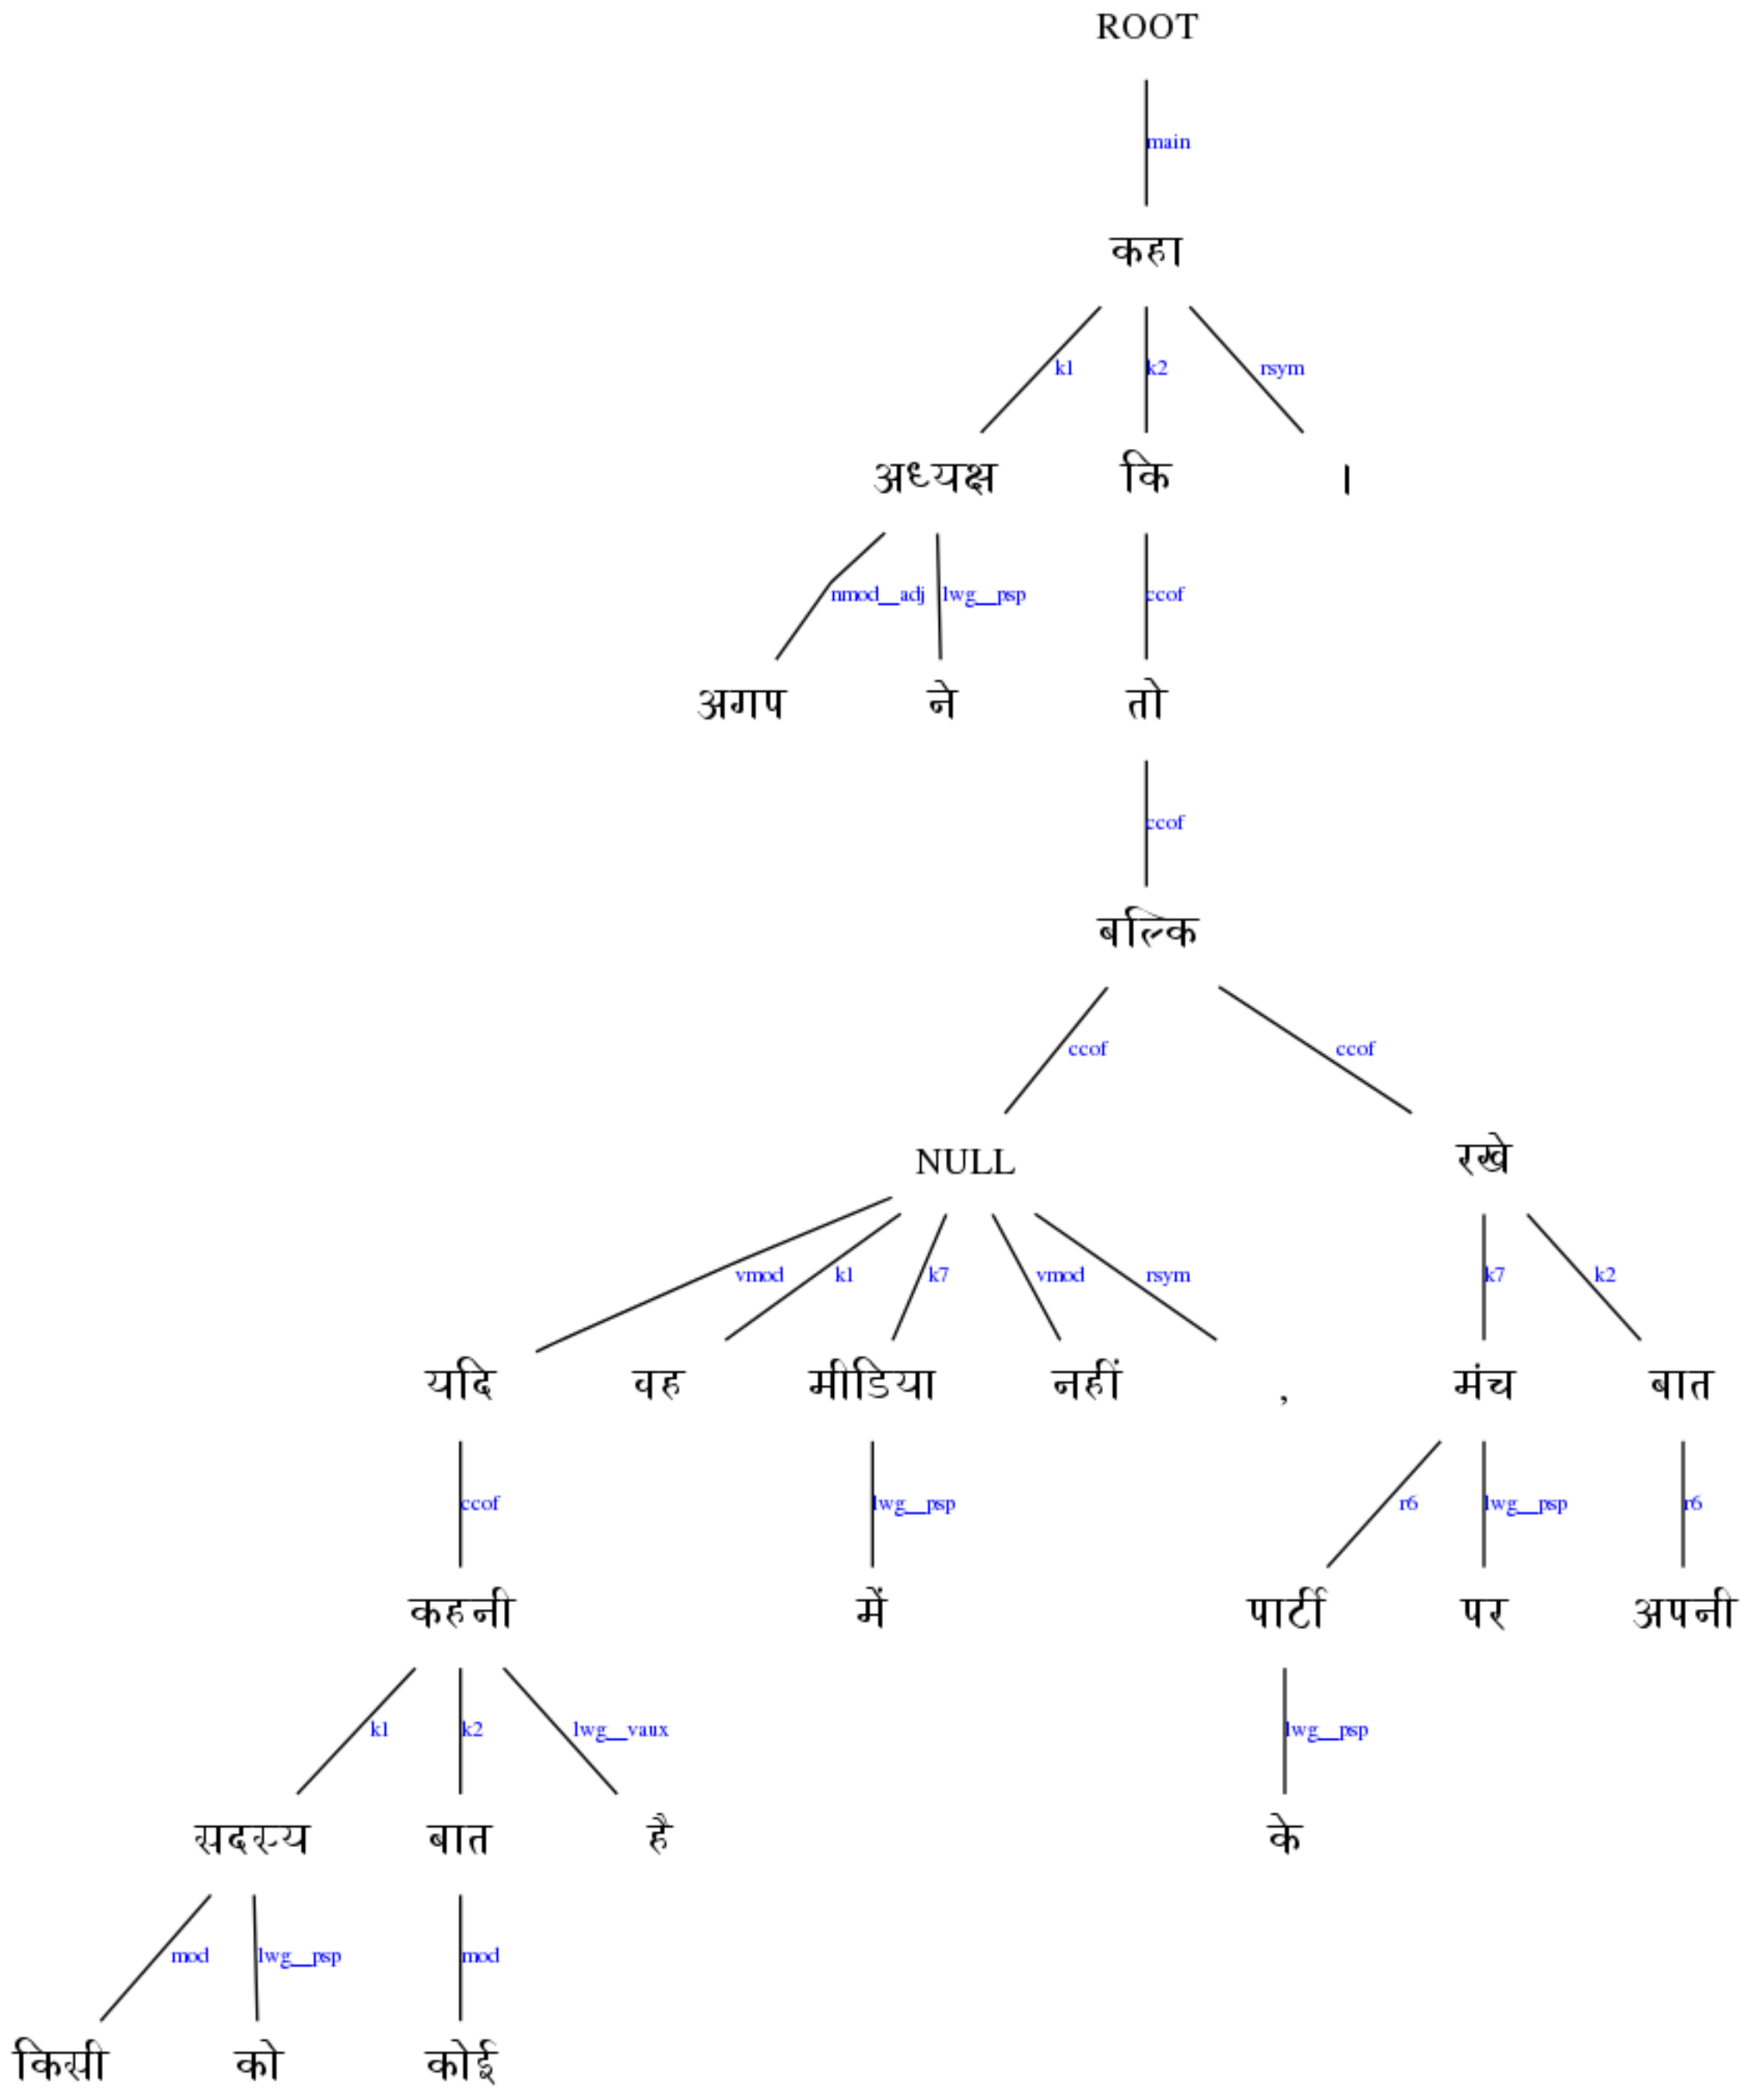 ROOT
main
कहा
k1 k2 rsym
अध्यक्ष कि ।
nmod__adj lwg__psp ccof
अगप ने तो
ccof
बल्कि
ccof ccof
NULL रखे
vmod k1 k7 vmod rsym k7 k2
यदि वह मीडिया नहीं , मंच बात
ccof lwg__psp r6 lwg__psp r6
कहनी में पार्टी पर अपनी
k1 k2 lwg__vaux lwg__psp
सदस्य बात है के
mod lwg__psp mod
किसी को कोई